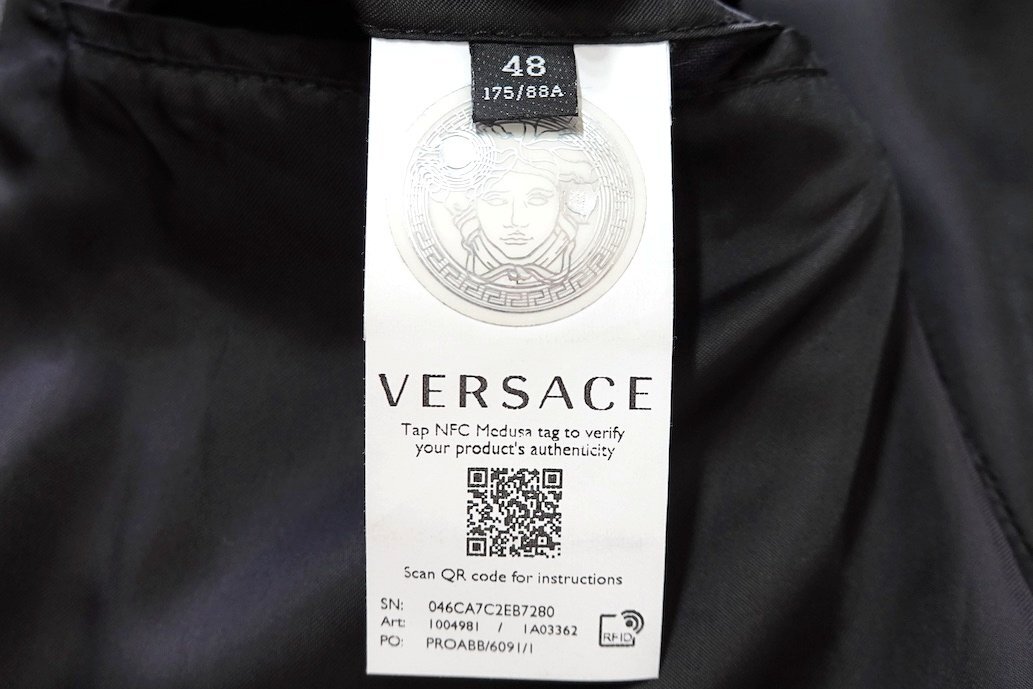 48
175/88A
VERSACE
Tap NFC Medusa tag to verify
your product's authenticity
Scan QR code for instructions
SN: 046CA7C2EB7280
Art: 1004981 / 1A03362
PO: PROABB/6091/1
RFID